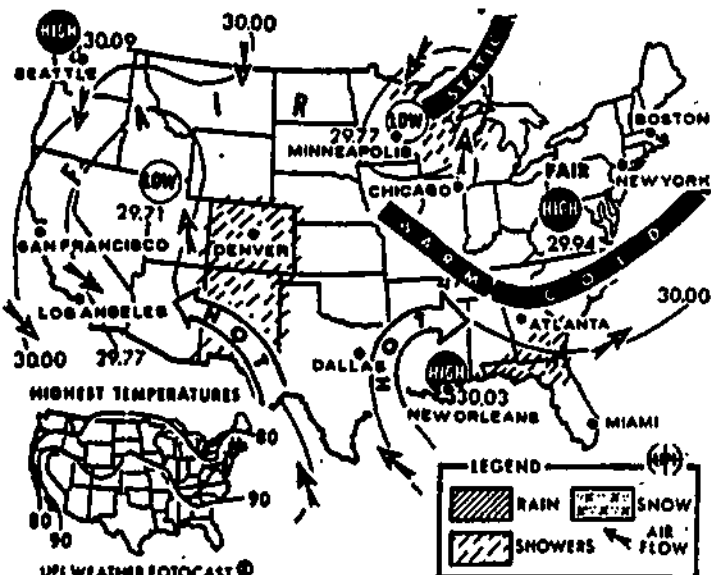 HIGH
30.09
SEATTLE
30.00
LOW
STATIC
29.77
MINNEAPOLIS
R
BOSTON
FAIR
NEW YORK
CHICAGO
HIGH
29.94
LOW
29.71
F
SAN FRANCISCO
DENVER
WARM
COLD
LOS ANGELES
30.00
29.77
HOT
DALLAS
HOT
ATLANTA
30.00
HIGH
30.03
NEW ORLEANS
MIAMI
HIGHEST TEMPERATURES
80
90
80
90
UPI WEATHER FOTOCAST ©
LEGEND
RAIN
SNOW
SHOWERS
AIR
FLOW